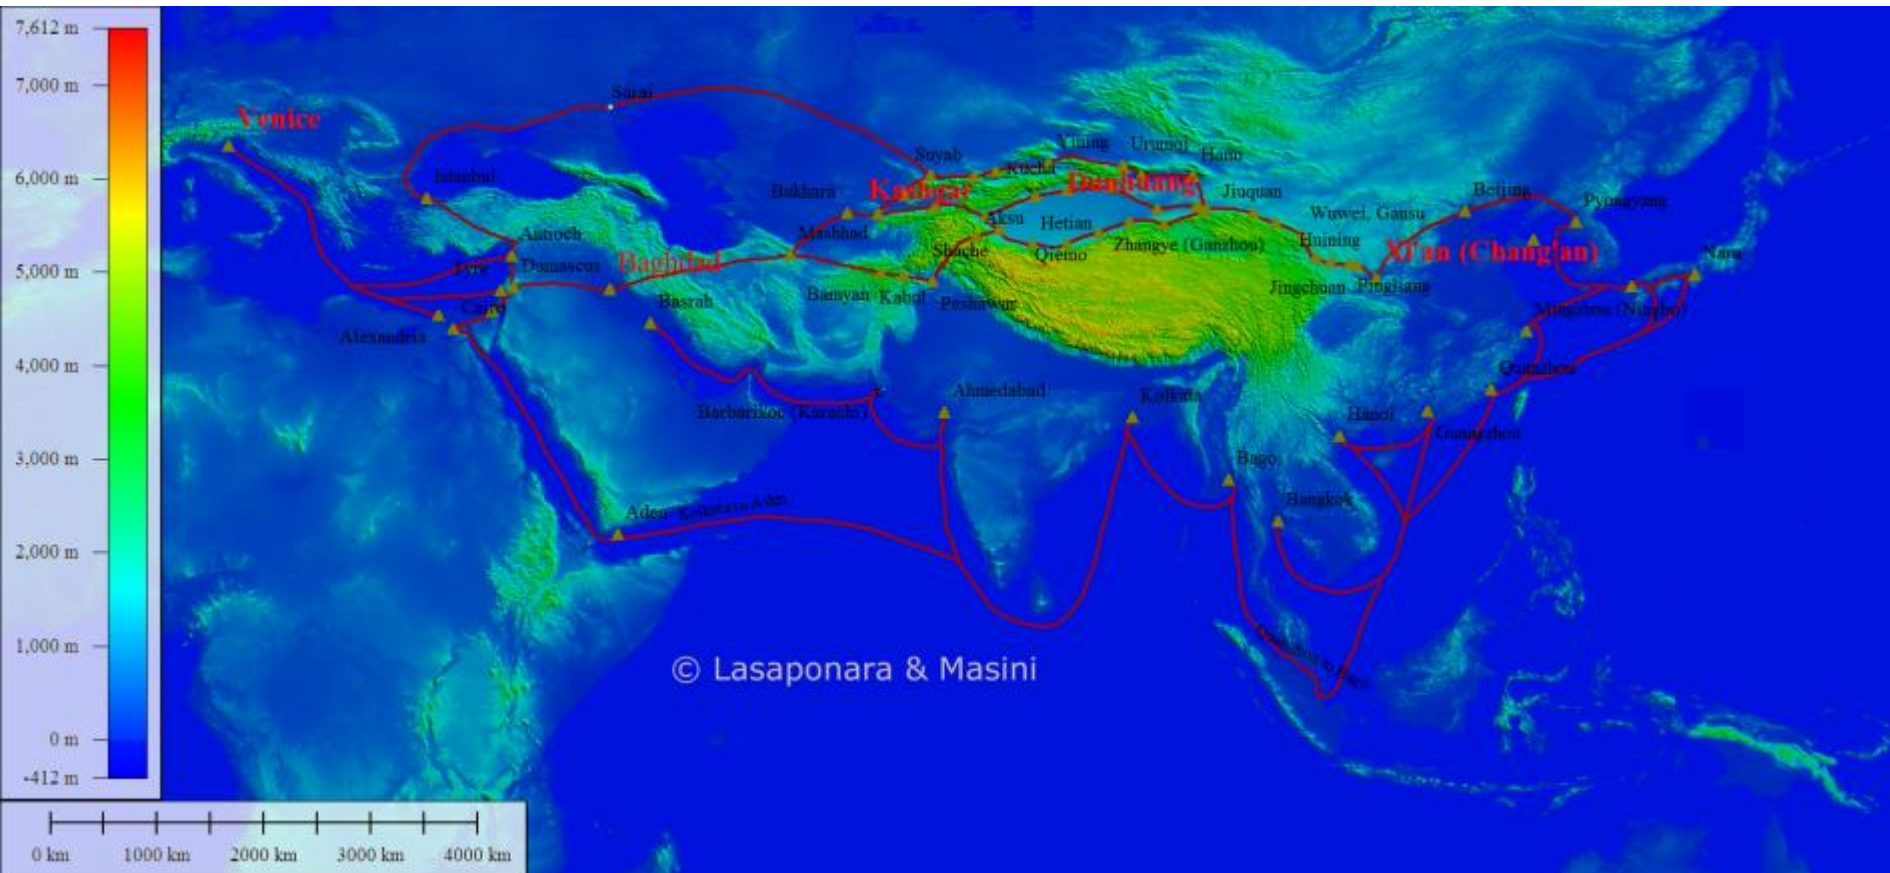 7,612 m
7,000 m
6,000 m
5,000 m
4,000 m
3,000 m
2,000 m
1,000 m
0 m
-412 m
0 km 1000 km 2000 km 3000 km 4000 km
Sarai
Venice
Istanbul
Antioch
Tyre
Damascus
Baghdad
Cairo
Alexandria
Basrah
Suyab
Kucha
Yining
Urumqi
Hami
Bukhara
Kashgar
Dunhuang
Jiuquan
Mashhad
Aksu
Hetian
Shache
Qiemo
Zhangye (Ganzhou)
Wuwei, Gansu
Huining
Beijing
Pyongyang
Xi'an (Chang'an)
Nara
Bamyan
Kabul
Peshawar
Jingchuan
Pingliang
Mingzhou (Ningbo)
Quanzhou
Barbarikon (Karachi)
Ahmedabad
Kolkata
Hanoi
Guangzhou
Bago
Bangkok
Aden
Kolkata to Aden
© Lasaponara & Masini